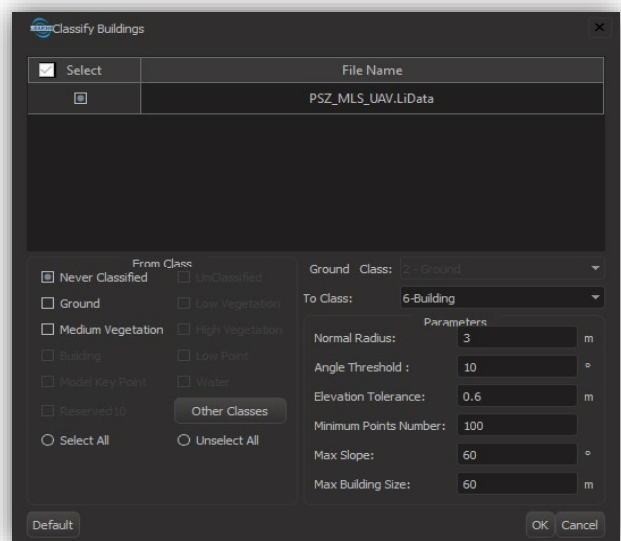 Classify Buildings
Select File Name
PSZ_MLS_UAV.LiData
From Class
Never Classified UnClassified
Ground Low Vegetation
Medium Vegetation High Vegetation
Building Low Point
Model Key Point Water
Reserved10 Other Classes
Select All Unselect All
Ground Class: 2 - Ground
To Class: 6-Building
Parameters
Normal Radius: 3 m
Angle Threshold : 10 °
Elevation Tolerance: 0.6 m
Minimum Points Number: 100
Max Slope: 60 °
Max Building Size: 60 m
Default OK Cancel